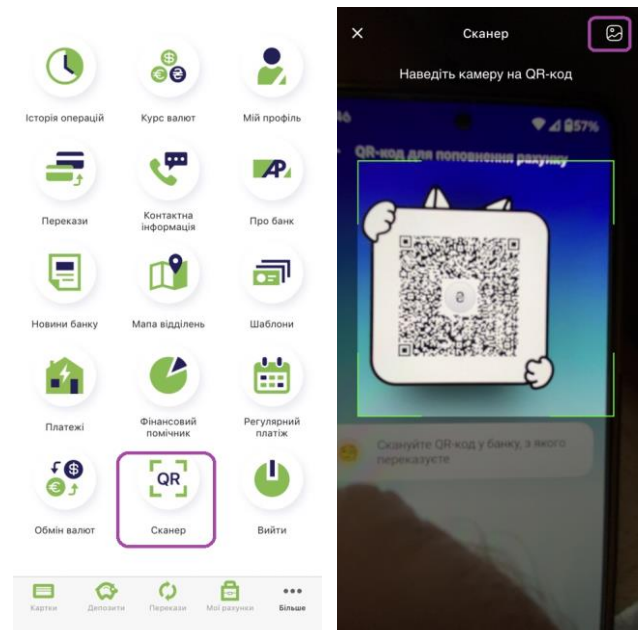 Історія операцій
Курс валют
Мій профіль
Перекази
Контактна
інформація
Про банк
Новини банку
Мапа відділень
Шаблони
Платежі
Фінансовий
помічник
Регулярний
платіж
QR
Обмін валют
Сканер
Вийти
Картки
Депозити
Перекази
Мої рахунки
Більше
Сканер
Наведіть камеру на QR-код
57%
QR-код для поповнення рахунку
Скануйте QR-код у банку, з якого
переказуєте